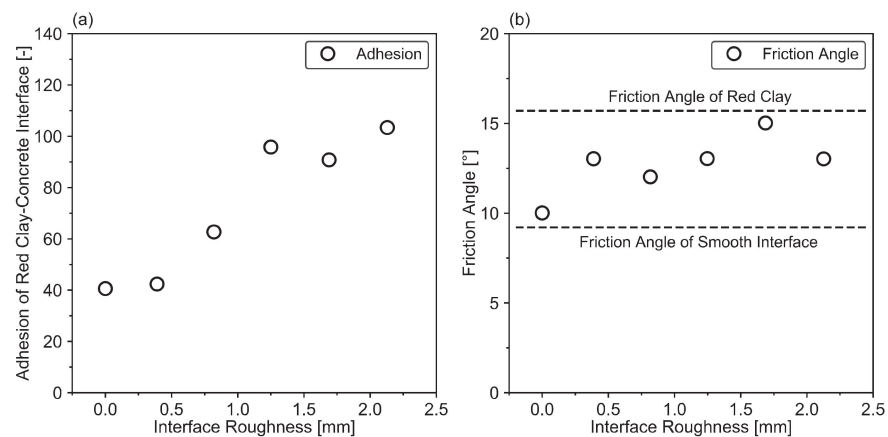 (a)
Adhesion of Red Clay-Concrete Interface [-]
140
120
100
80
60
40
20
0
Adhesion
0.0 0.5 1.0 1.5 2.0 2.5
Interface Roughness [mm]
(b)
Friction Angle [°]
20
15
10
5
0
Friction Angle
Friction Angle of Red Clay
Friction Angle of Smooth Interface
0.0 0.5 1.0 1.5 2.0 2.5
Interface Roughness [mm]